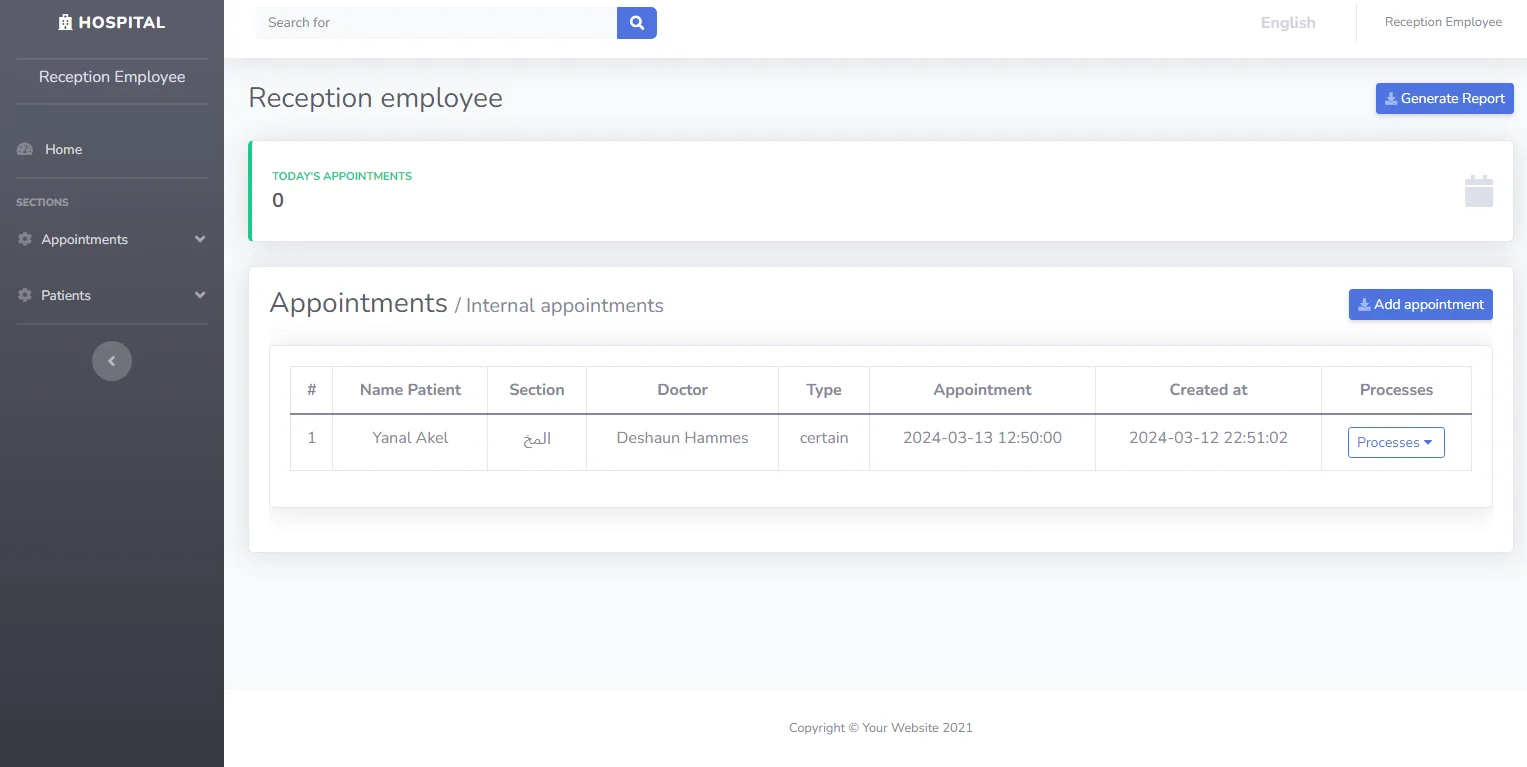 HOSPITAL
Reception Employee
Home
SECTIONS
Appointments
Patients
Search for
English
Reception Employee
Reception employee
Generate Report
TODAY'S APPOINTMENTS
0
Appointments / Internal appointments
Add appointment
# Name Patient Section Doctor Type Appointment Created at Processes
1 Yanal Akel المخ Deshaun Hammes certain 2024-03-13 12:50:00 2024-03-12 22:51:02 Processes
Copyright © Your Website 2021